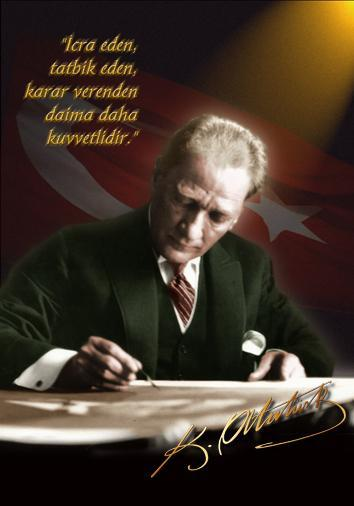 "İcra eden,
tatbik eden,
karar verenden
daima daha
kuvvetlidir."
K. Atatürk